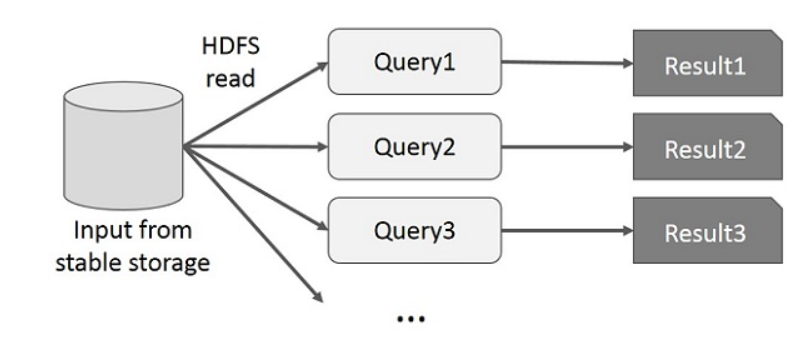 HDFS
read
Query1
Result1
Query2
Result2
Input from
stable storage
Query3
Result3
...